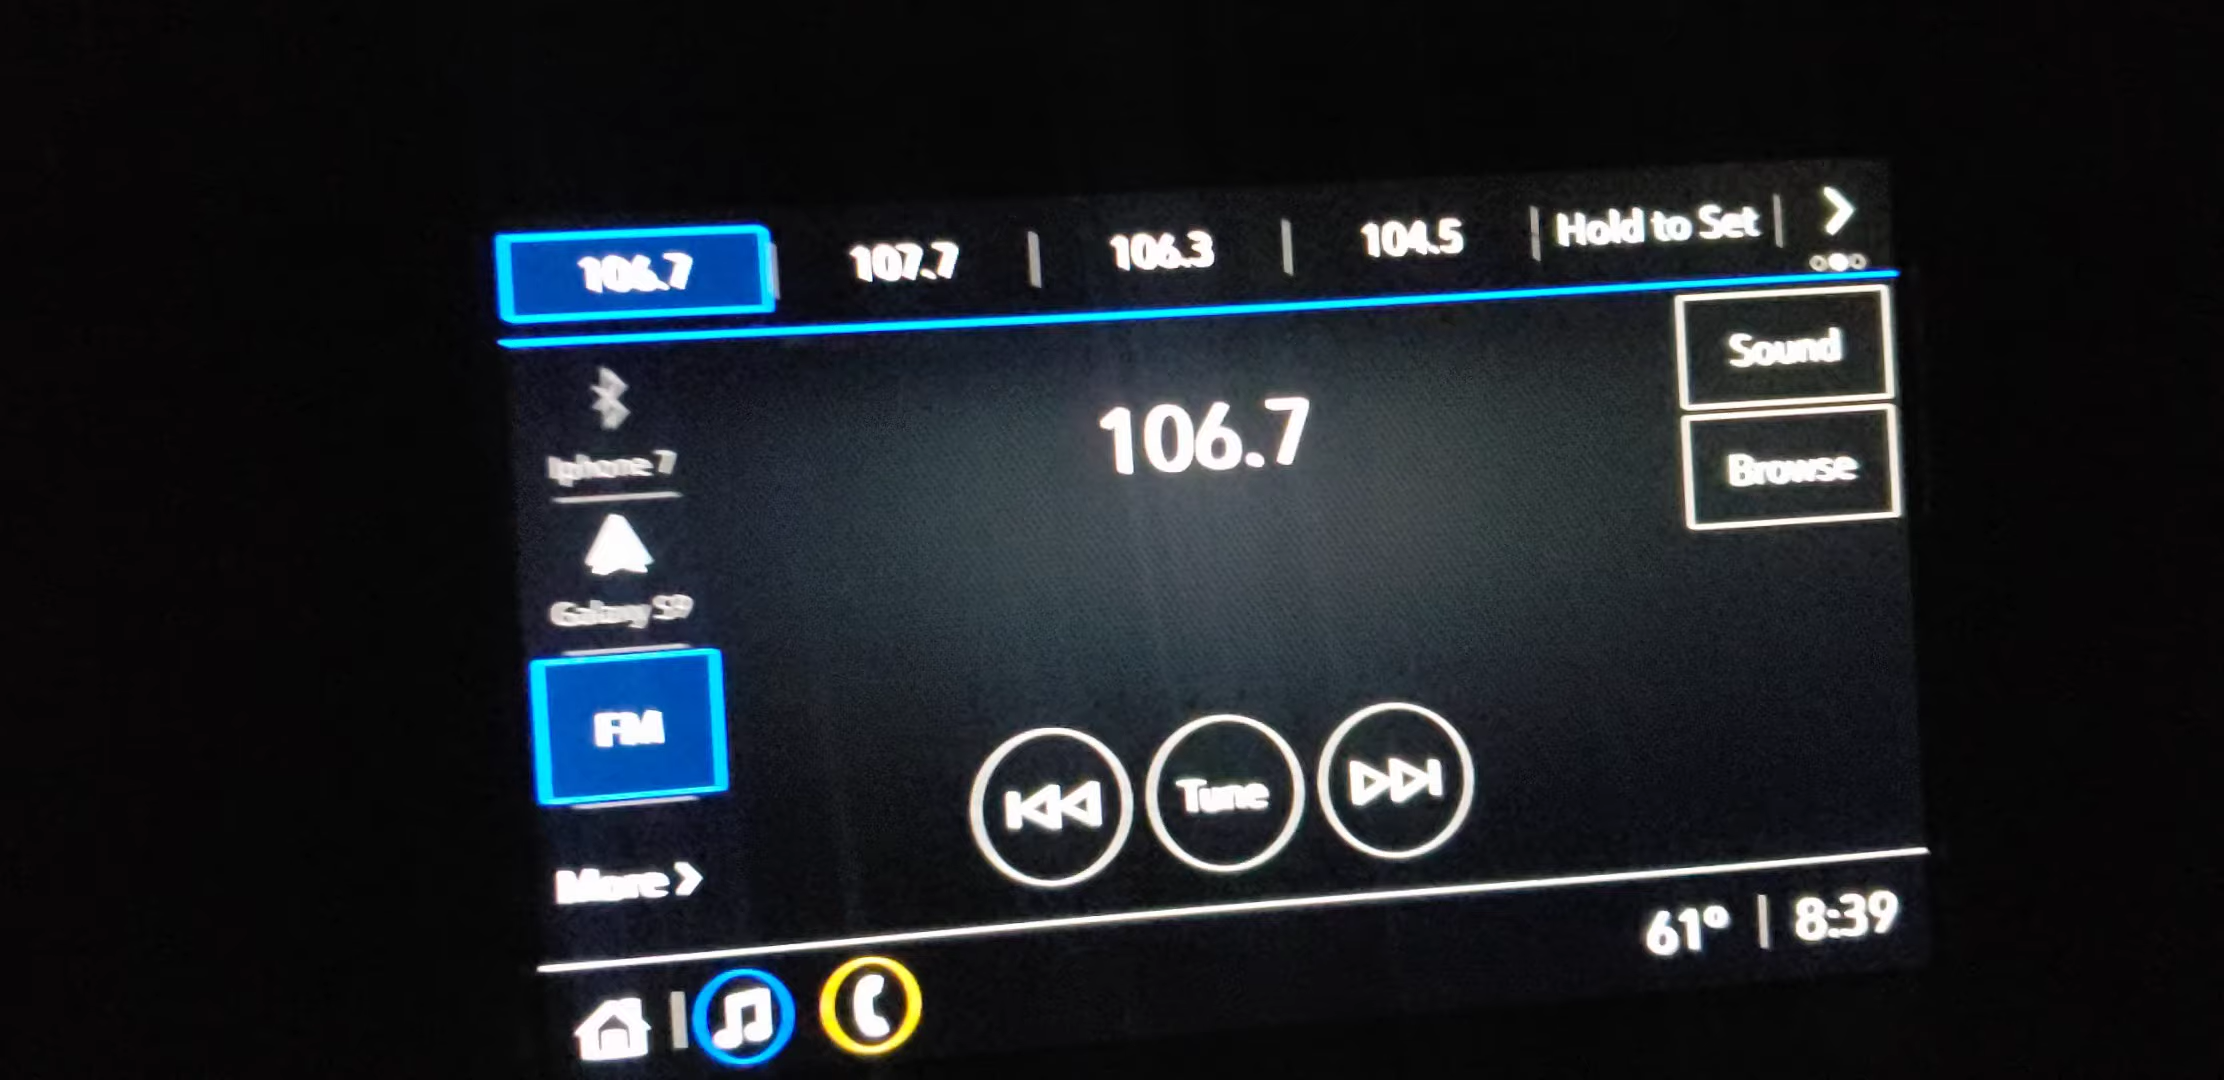 106.7 | 107.7 | 106.3 | 104.5 | Hold to Set |
Sound
106.7
Iphone 7
Browse
Galaxy S9
FM
Tune
More
61° | 8:39